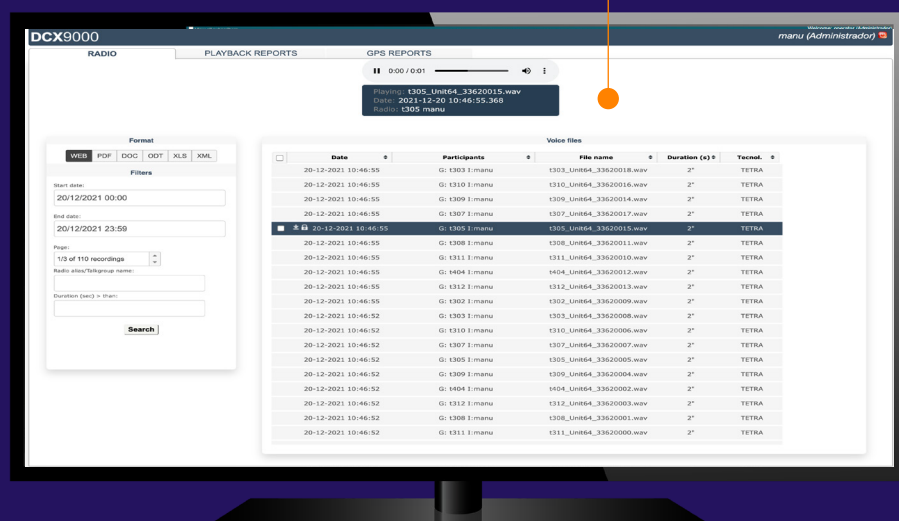 DCX9000
Welcome, operator (Administrador)
manu (Administrador)
RADIO PLAYBACK REPORTS GPS REPORTS
0:00 / 0:01
Playing: t305_Unit64_33620015.wav
Date: 2021-12-20 10:46:55.368
Radio: t305 manu
Format
WEB PDF DOC ODT XLS XML
Filters
Start date:
20/12/2021 00:00
End date:
20/12/2021 23:59
Page:
1/3 of 110 recordings
Radio alias/Talkgroup name:
Duration (sec) > than:
Search
Voice files
Date Participants File name Duration (s) Tecnol.
20-12-2021 10:46:55 G: t303 I:manu t303_Unit64_33620018.wav 2" TETRA
20-12-2021 10:46:55 G: t310 I:manu t310_Unit64_33620016.wav 2" TETRA
20-12-2021 10:46:55 G: t309 I:manu t309_Unit64_33620014.wav 2" TETRA
20-12-2021 10:46:55 G: t307 I:manu t307_Unit64_33620017.wav 2" TETRA
20-12-2021 10:46:55 G: t305 I:manu t305_Unit64_33620015.wav 2" TETRA
20-12-2021 10:46:55 G: t308 I:manu t308_Unit64_33620011.wav 2" TETRA
20-12-2021 10:46:55 G: t311 I:manu t311_Unit64_33620010.wav 2" TETRA
20-12-2021 10:46:55 G: t404 I:manu t404_Unit64_33620012.wav 2" TETRA
20-12-2021 10:46:55 G: t312 I:manu t312_Unit64_33620013.wav 2" TETRA
20-12-2021 10:46:55 G: t302 I:manu t302_Unit64_33620009.wav 2" TETRA
20-12-2021 10:46:52 G: t303 I:manu t303_Unit64_33620008.wav 2" TETRA
20-12-2021 10:46:52 G: t310 I:manu t310_Unit64_33620006.wav 2" TETRA
20-12-2021 10:46:52 G: t307 I:manu t307_Unit64_33620007.wav 2" TETRA
20-12-2021 10:46:52 G: t305 I:manu t305_Unit64_33620005.wav 2" TETRA
20-12-2021 10:46:52 G: t309 I:manu t309_Unit64_33620004.wav 2" TETRA
20-12-2021 10:46:52 G: t404 I:manu t404_Unit64_33620002.wav 2" TETRA
20-12-2021 10:46:52 G: t312 I:manu t312_Unit64_33620003.wav 2" TETRA
20-12-2021 10:46:52 G: t308 I:manu t308_Unit64_33620001.wav 2" TETRA
20-12-2021 10:46:52 G: t311 I:manu t311_Unit64_33620000.wav 2" TETRA